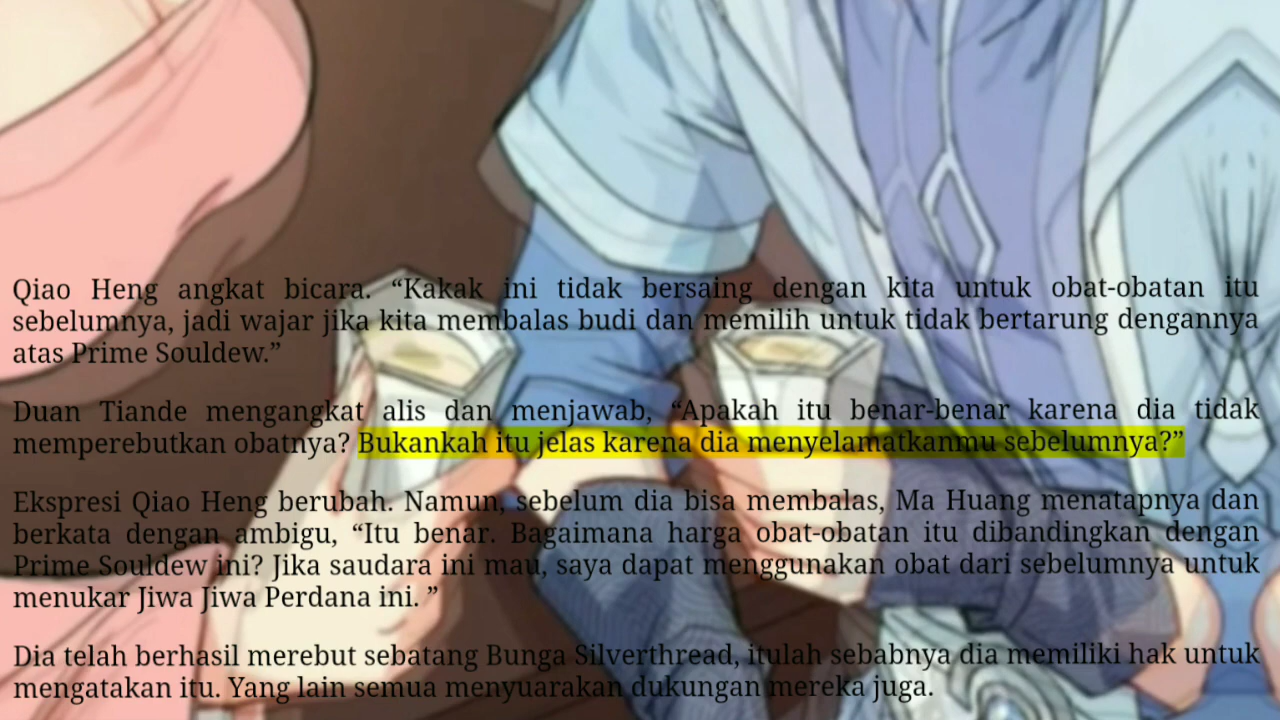 Qiao Heng angkat bicara. “Kakak ini tidak bersaing dengan kita untuk obat-obatan itu
sebelumnya, jadi wajar jika kita membalas budi dan memilih untuk tidak bertarung dengannya
atas Prime Souldew.”
Duan Tiande mengangkat alis dan menjawab, “Apakah itu benar-benar karena dia tidak
memperebutkan obatnya? Bukankah itu jelas karena dia menyelamatkanmu sebelumnya?”
Ekspresi Qiao Heng berubah. Namun, sebelum dia bisa membalas, Ma Huang menatapnya dan
berkata dengan ambigu, “Itu benar. Bagaimana harga obat-obatan itu dibandingkan dengan
Prime Souldew ini? Jika saudara ini mau, saya dapat menggunakan obat dari sebelumnya untuk
menukar Jiwa Jiwa Perdana ini. ”
Dia telah berhasil merebut sebatang Bunga Silverthread, itulah sebabnya dia memiliki hak untuk
mengatakan itu. Yang lain semua menyuarakan dukungan mereka juga.